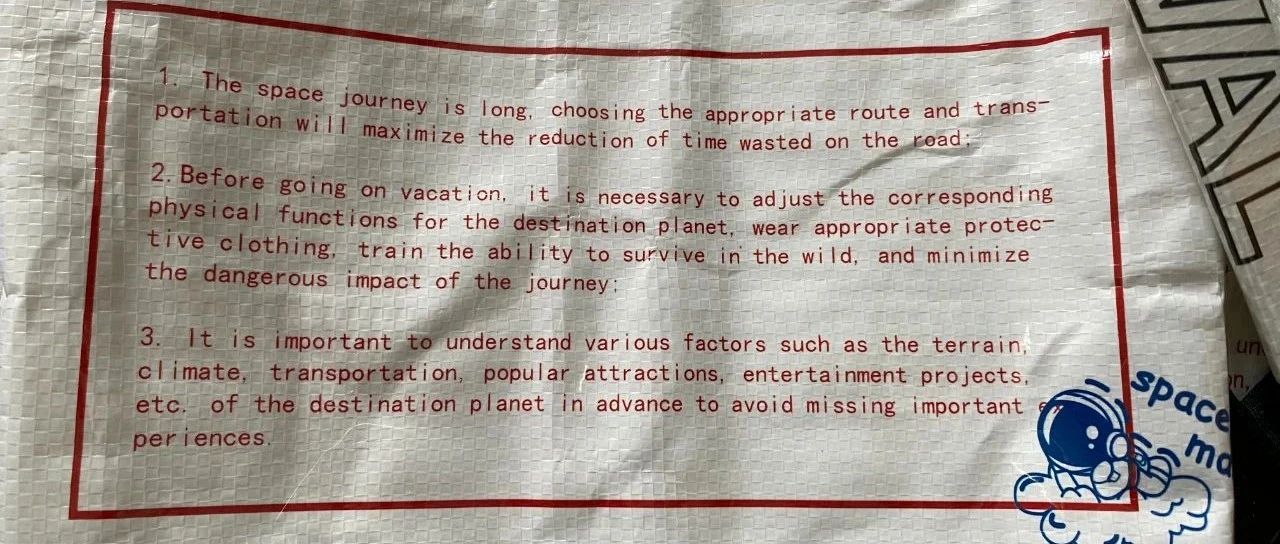 1. The space journey is long, choosing the appropriate route and trans-
portation will maximize the reduction of time wasted on the road;
2. Before going on vacation, it is necessary to adjust the corresponding
physical functions for the destination planet, wear appropriate protec-
tive clothing, train the ability to survive in the wild, and minimize
the dangerous impact of the journey;
3. It is important to understand various factors such as the terrain,
climate, transportation, popular attractions, entertainment projects,
etc. of the destination planet in advance to avoid missing important
periences.
space